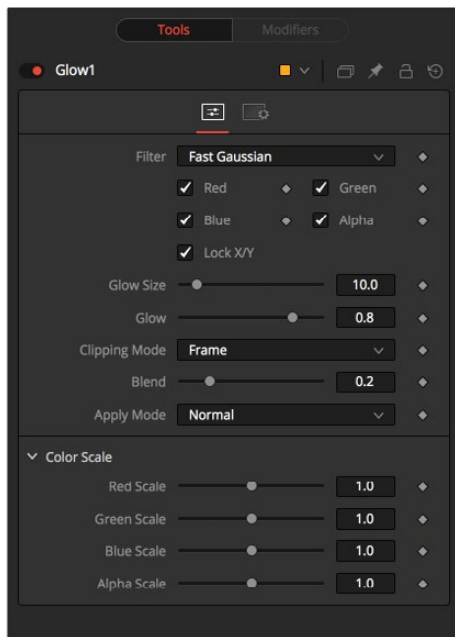 Tools Modifiers
Glow1
Filter Fast Gaussian
Red Green
Blue Alpha
Lock X/Y
Glow Size 10.0
Glow 0.8
Clipping Mode Frame
Blend 0.2
Apply Mode Normal
Color Scale
Red Scale 1.0
Green Scale 1.0
Blue Scale 1.0
Alpha Scale 1.0